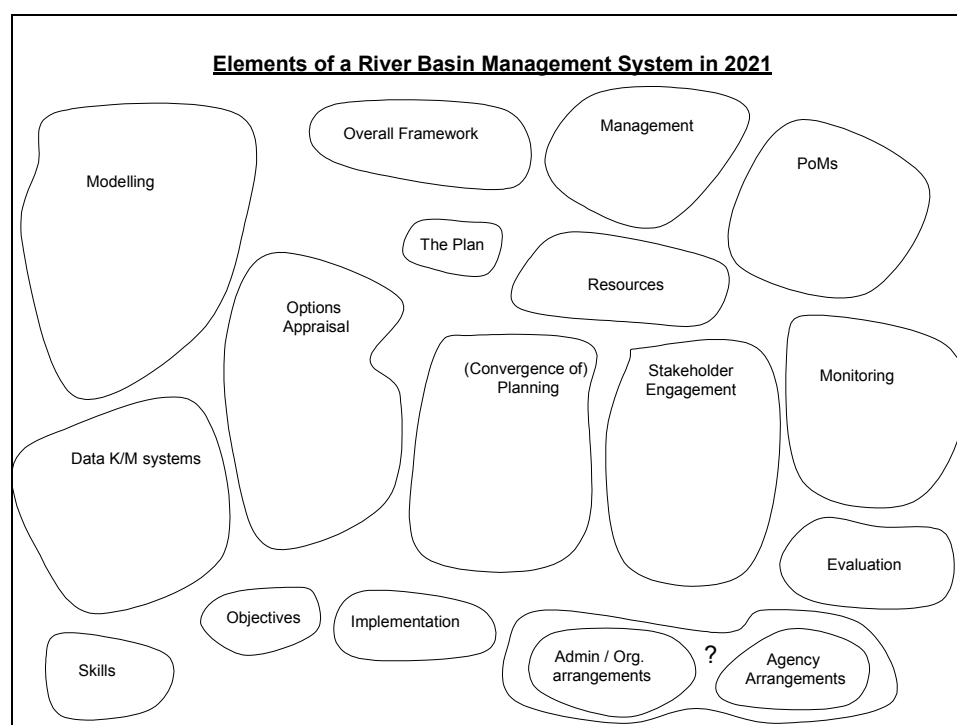 Elements of a River Basin Management System in 2021
Overall Framework
Management
PoMs
Modelling
The Plan
Resources
Options
Appraisal
(Convergence of)
Planning
Stakeholder
Engagement
Monitoring
Data K/M systems
Evaluation
Objectives
Implementation
Admin / Org.
arrangements
?
Agency
Arrangements
Skills